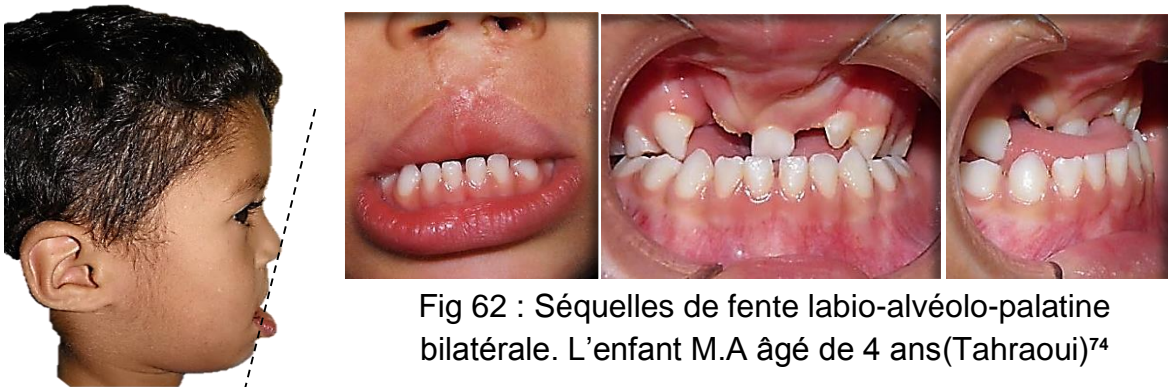 Fig 62 : Séquelles de fente labio-alvéolo-palatine
bilatérale. L’enfant M.A âgé de 4 ans(Tahraoui)⁷⁴